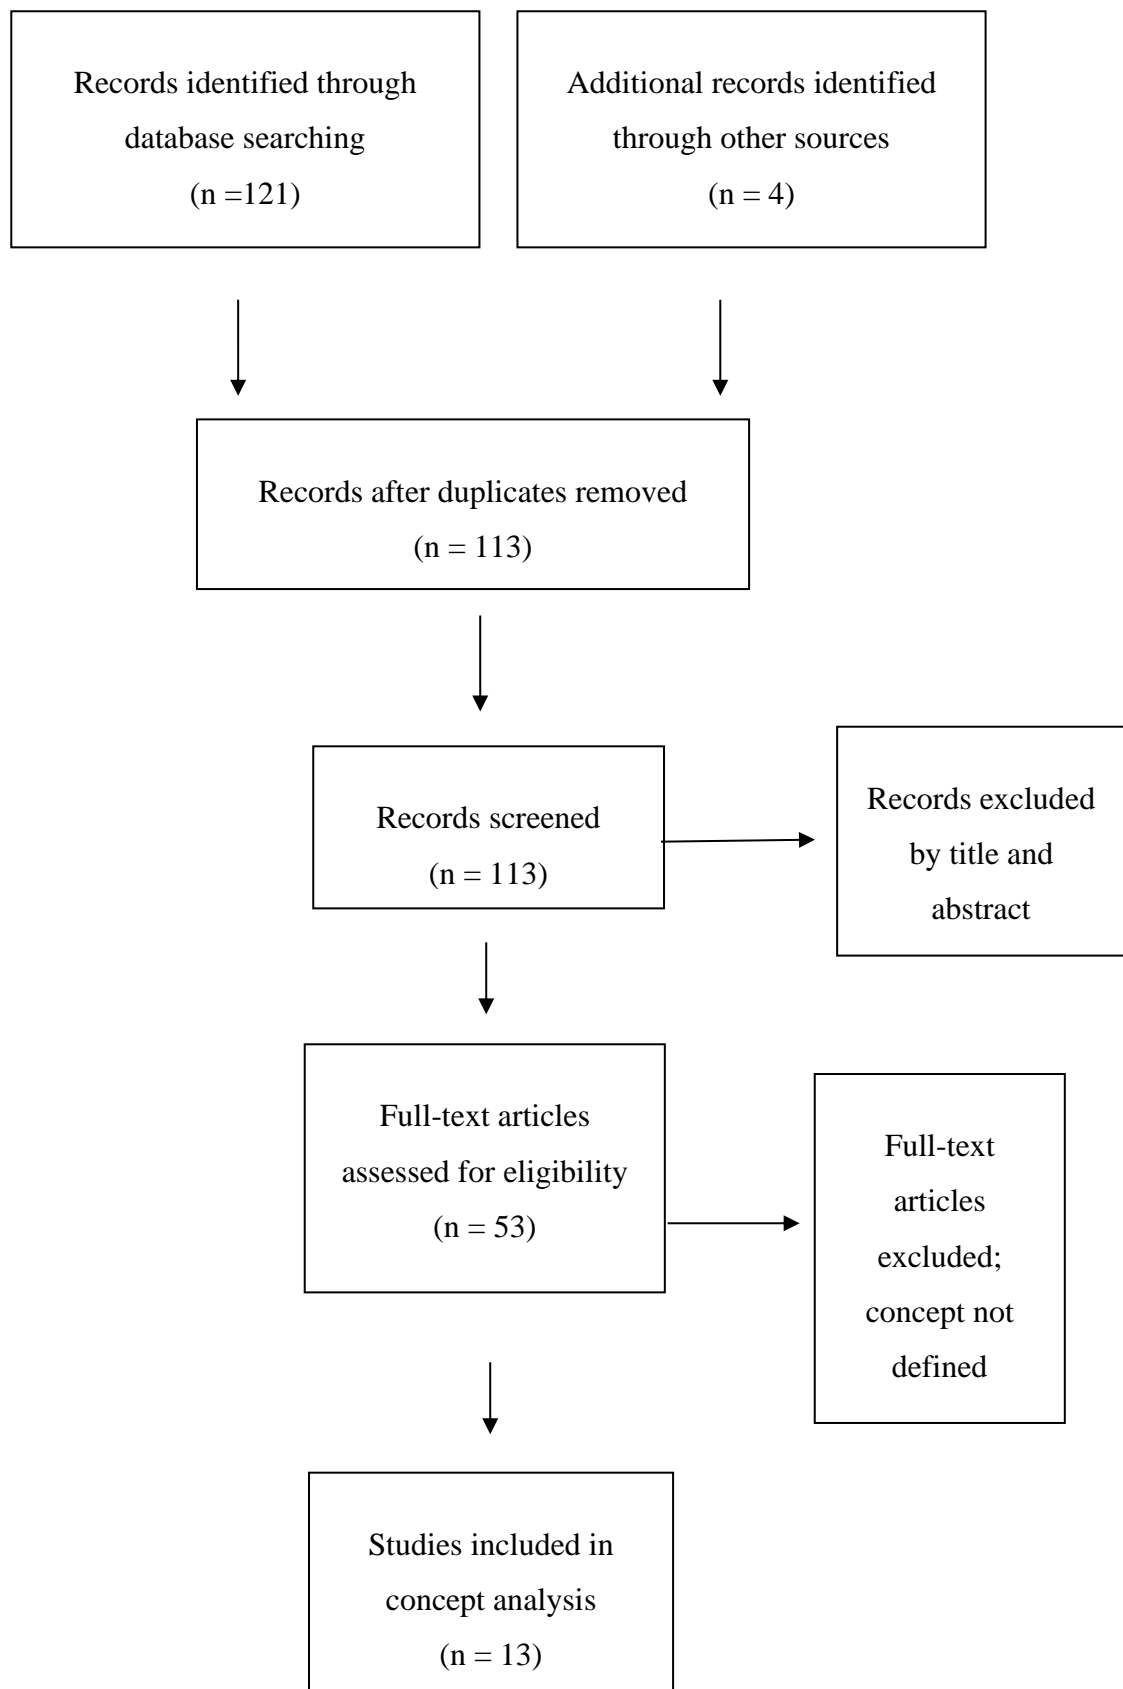 Records identified through
database searching
(n =121)
Additional records identified
through other sources
(n = 4)
Records after duplicates removed
(n = 113)
Records screened
(n = 113)
Records excluded
by title and
abstract
Full-text articles
assessed for eligibility
(n = 53)
Full-text
articles
excluded;
concept not
defined
Studies included in
concept analysis
(n = 13)